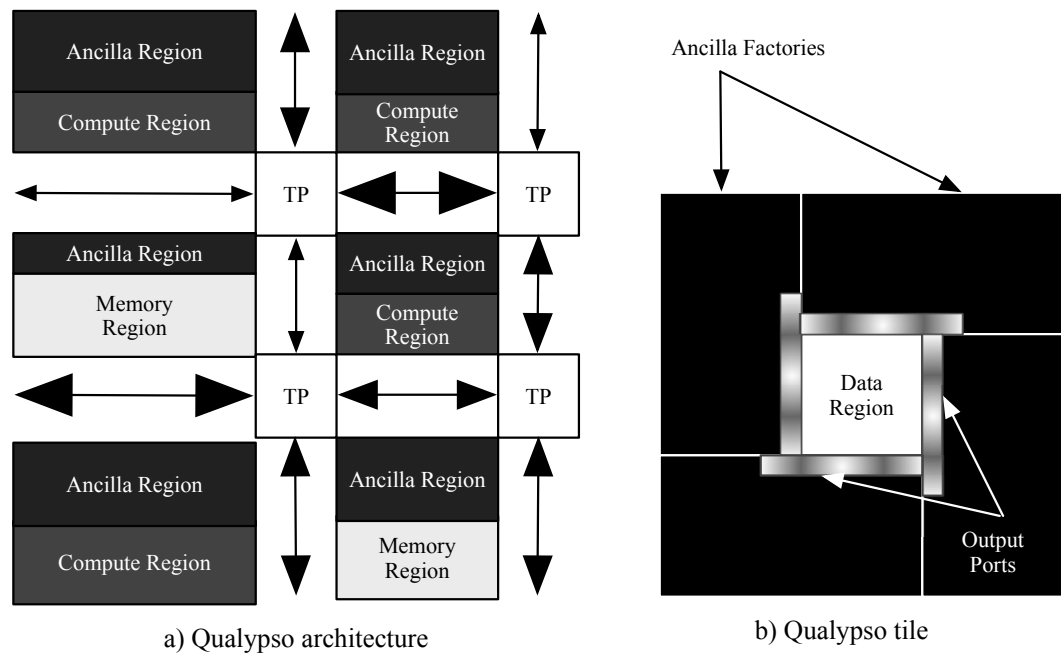 Ancilla Region
Compute Region
Ancilla Region
Compute
Region
TP
TP
Ancilla Region
Memory
Region
Ancilla Region
Compute
Region
TP
TP
Ancilla Region
Compute Region
Ancilla Region
Memory
Region
a) Qualypso architecture
Ancilla Factories
Data
Region
Output
Ports
b) Qualypso tile